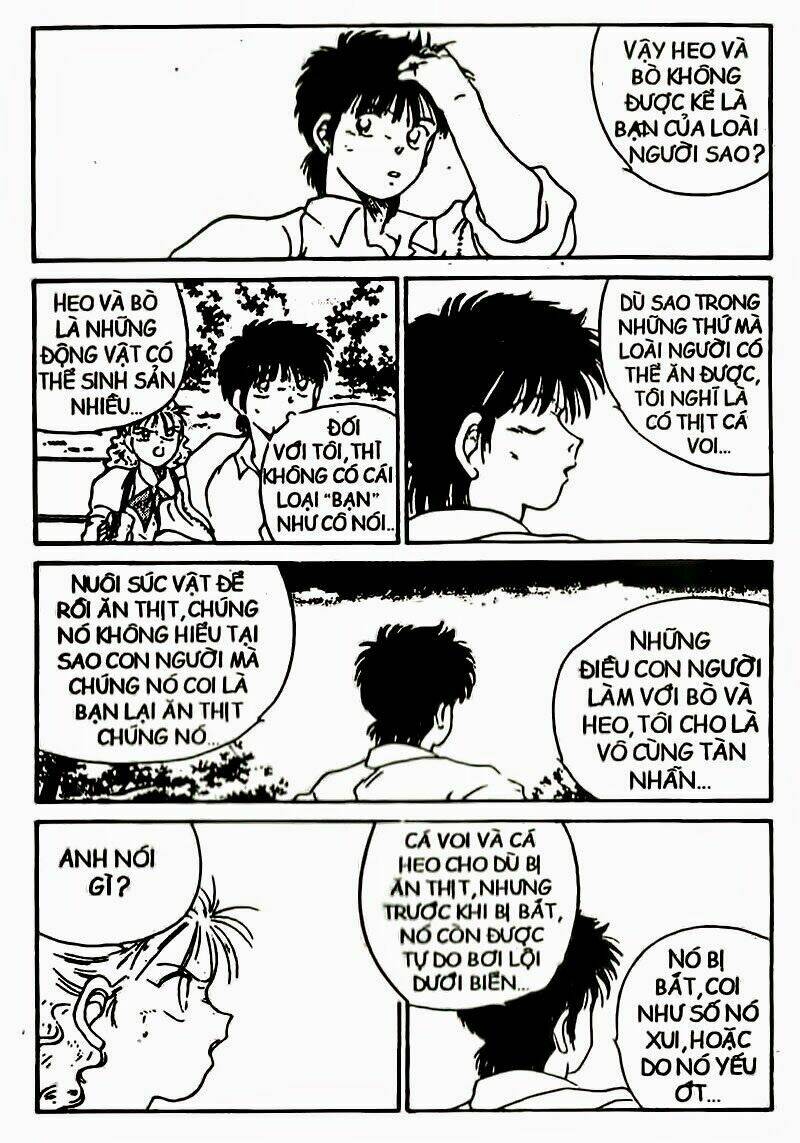 VẬY HEO VÀ
BÒ KHÔNG
ĐƯỢC KỂ LÀ
BẠN CỦA LOÀI
NGƯỜI SAO?
HEO VÀ BÒ
LÀ NHỮNG
ĐỘNG VẬT CÓ
THỂ SINH SẢN
NHIỀU...
ĐỐI
VỚI TÔI, THÌ
KHÔNG CÓ CÁI
LOẠI "BẠN"
NHƯ CÔ NÓI..
DÙ SAO TRONG
NHỮNG THỨ MÀ
LOÀI NGƯỜI CÓ
THỂ ĂN ĐƯỢC,
TÔI NGHĨ LÀ
CÓ THỊT CÁ
VOI...
NUÔI SÚC VẬT ĐỂ
RỒI ĂN THỊT, CHÚNG
NÓ KHÔNG HIỂU TẠI
SAO CON NGƯỜI MÀ
CHÚNG NÓ COI LÀ
BẠN LẠI ĂN THỊT
CHÚNG NÓ...
NHỮNG
ĐIỀU CON NGƯỜI
LÀM VỚI BÒ VÀ
HEO, TÔI CHO LÀ
VÔ CÙNG TÀN
NHẪN...
ANH NÓI
GÌ?
CÁ VOI VÀ CÁ
HEO CHO DÙ BỊ
ĂN THỊT, NHƯNG
TRƯỚC KHI BỊ BẮT,
NÓ CÒN ĐƯỢC
TỰ DO BƠI LỘI
DƯỚI BIỂN...
NÓ BỊ
BẮT, COI
NHƯ SỐ NÓ
XUI, HOẶC
DO NÓ YẾU
ỚT...